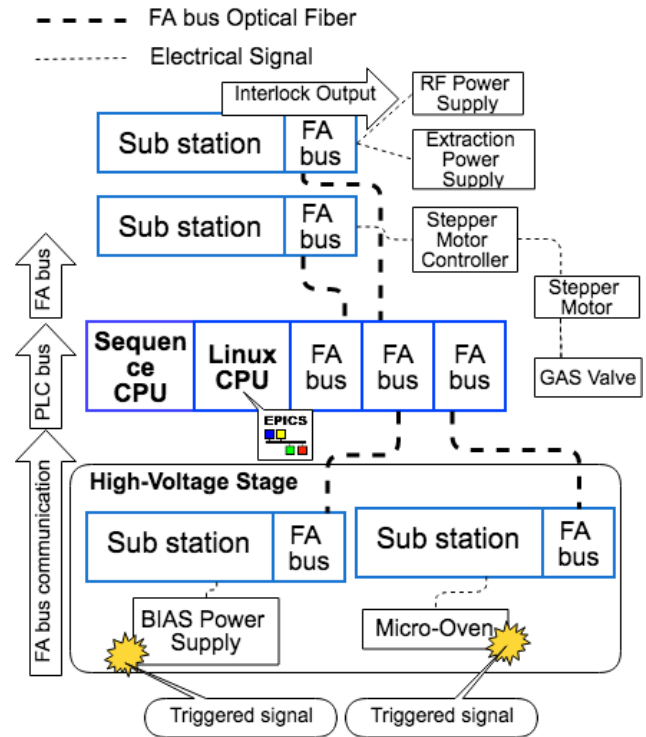 FA bus Optical Fiber
Electrical Signal
Interlock Output
RF Power
Supply
Sub station
FA
bus
Extraction
Power
Supply
Sub station
FA
bus
Stepper
Motor
Controller
Stepper
Motor
GAS Valve
FA bus
PLC bus
FA bus communication
Sequen
ce
CPU
Linux
CPU
FA
bus
FA
bus
FA
bus
EPICS
High-Voltage Stage
Sub station
FA
bus
Sub station
FA
bus
BIAS Power
Supply
Micro-Oven
Triggered signal
Triggered signal